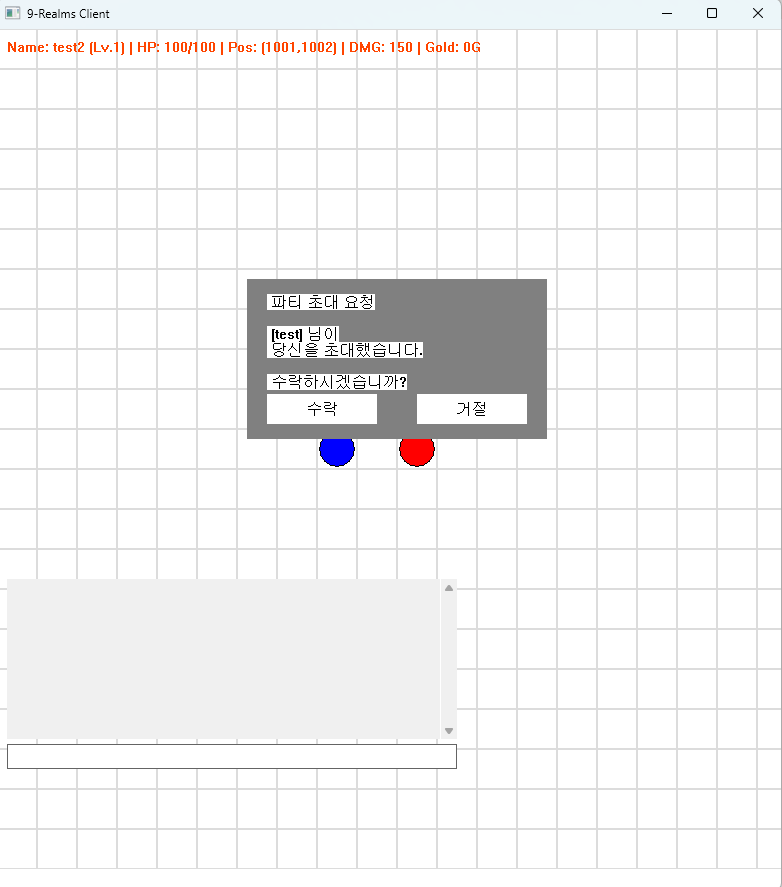 9-Realms Client
Name: test2 (Lv.1) | HP: 100/100 | Pos: (1001,1002) | DMG: 150 | Gold: 0G
파티 초대 요청
[test] 님이
당신을 초대했습니다.
수락하시겠습니까?
수락 거절